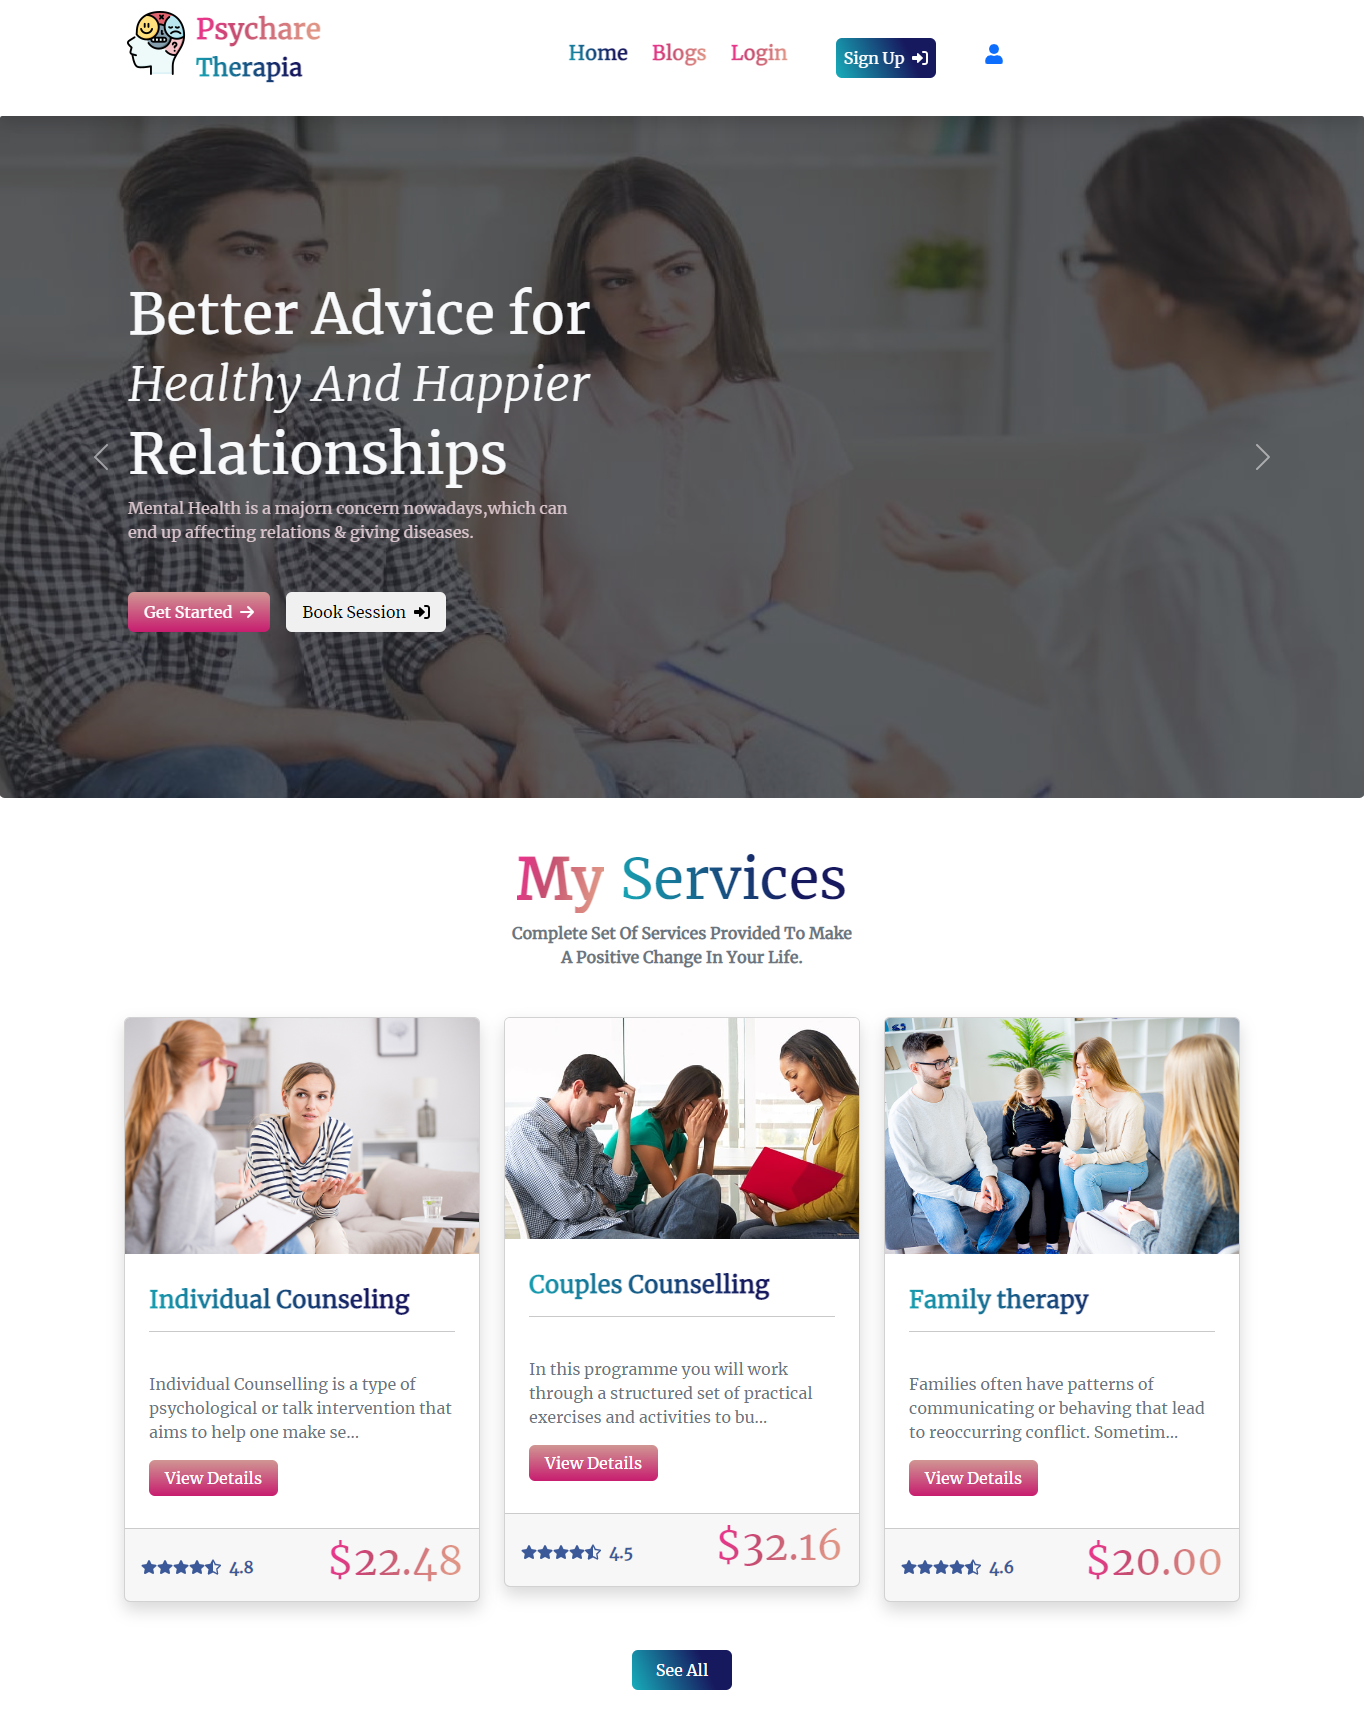 Psychare
Therapia
Home Blogs Login Sign Up
Better Advice for
Healthy And Happier
Relationships
Mental Health is a majorn concern nowadays,which can
end up affecting relations & giving diseases.
Get Started Book Session
My Services
Complete Set Of Services Provided To Make
A Positive Change In Your Life.
Individual Counseling
Individual Counselling is a type of
psychological or talk intervention that
aims to help one make se...
View Details
4.8 $22.48
Couples Counselling
In this programme you will work
through a structured set of practical
exercises and activities to bu...
View Details
4.5 $32.16
Family therapy
Families often have patterns of
communicating or behaving that lead
to reoccurring conflict. Sometim...
View Details
4.6 $20.00
See All